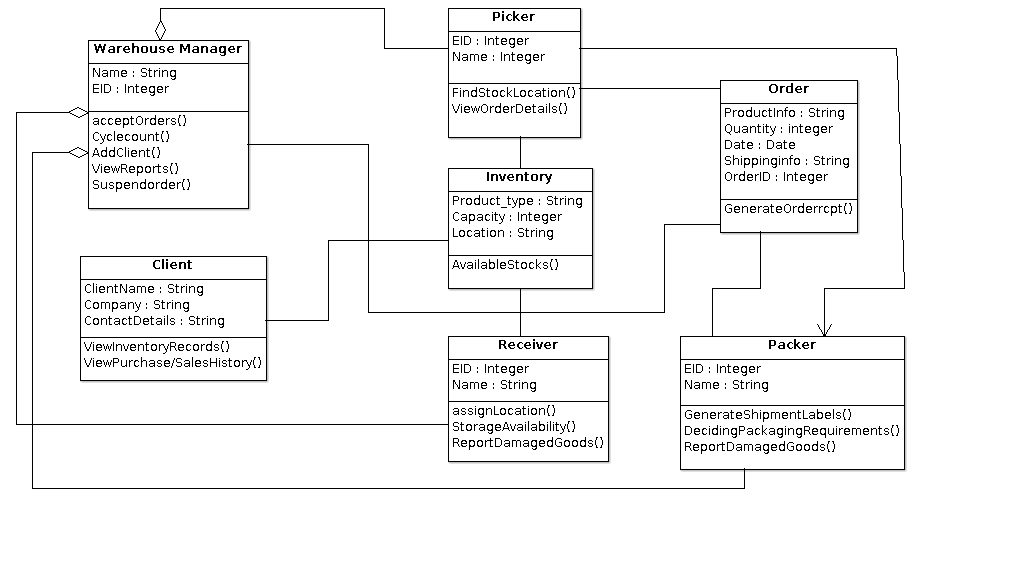 Warehouse Manager
Name : String
EID : Integer
acceptOrders()
Cyclecount()
AddClient()
ViewReports()
Suspendorder()
Picker
EID : Integer
Name : Integer
FindStockLocation()
ViewOrderDetails()
Order
ProductInfo : String
Quantity : integer
Date : Date
Shippinginfo : String
OrderID : Integer
GenerateOrderrcpt()
Inventory
Product_type : String
Capacity : Integer
Location : String
AvailableStocks()
Client
ClientName : String
Company : String
ContactDetails : String
ViewInventoryRecords()
ViewPurchase/SalesHistory()
Receiver
EID : Integer
Name : String
assignLocation()
StorageAvailability()
ReportDamagedGoods()
Packer
EID : Integer
Name : String
GenerateShipmentLabels()
DecidingPackagingRequirements()
ReportDamagedGoods()